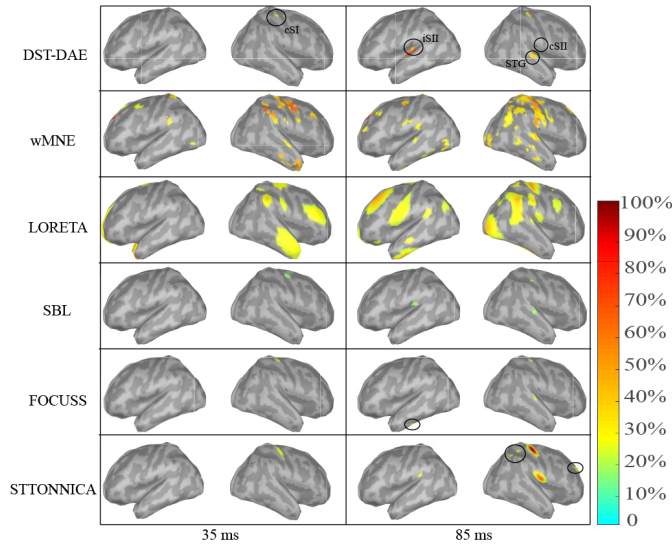 DST-DAE
cSI
iSII
cSII
STG
wMNE
LORETA
SBL
FOCUSS
STTONNICA
35 ms
85 ms
100%
90%
80%
70%
60%
50%
40%
30%
20%
10%
0